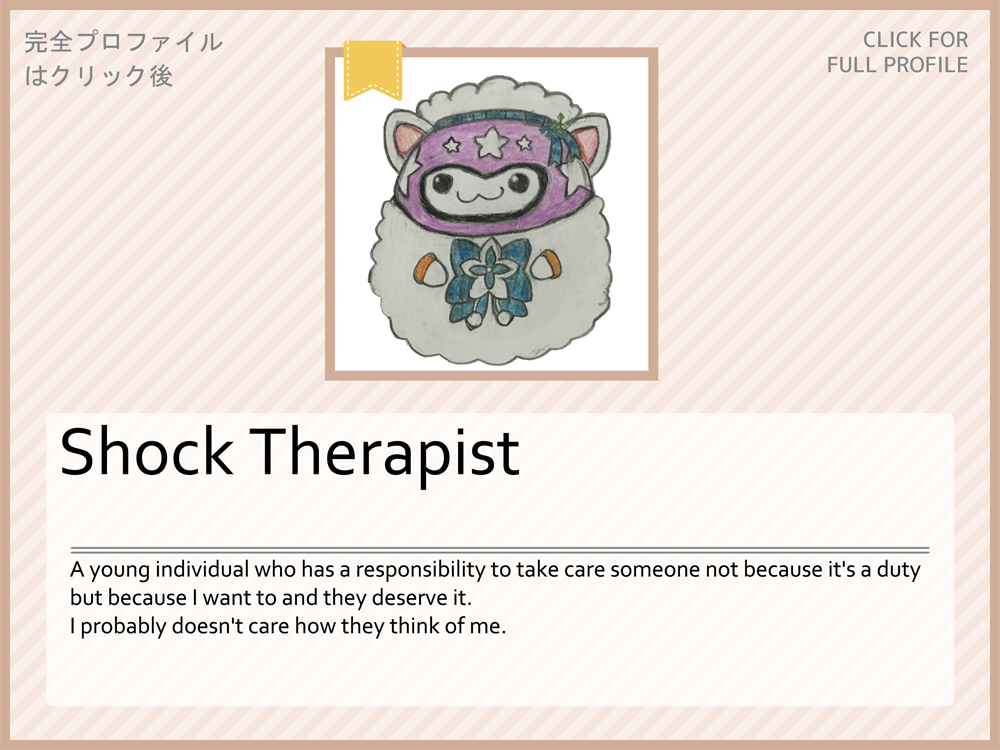 完全プロファイル
はクリック後
CLICK FOR
FULL PROFILE
Shock Therapist
A young individual who has a responsibility to take care someone not because it's a duty
but because I want to and they deserve it.
I probably doesn't care how they think of me.